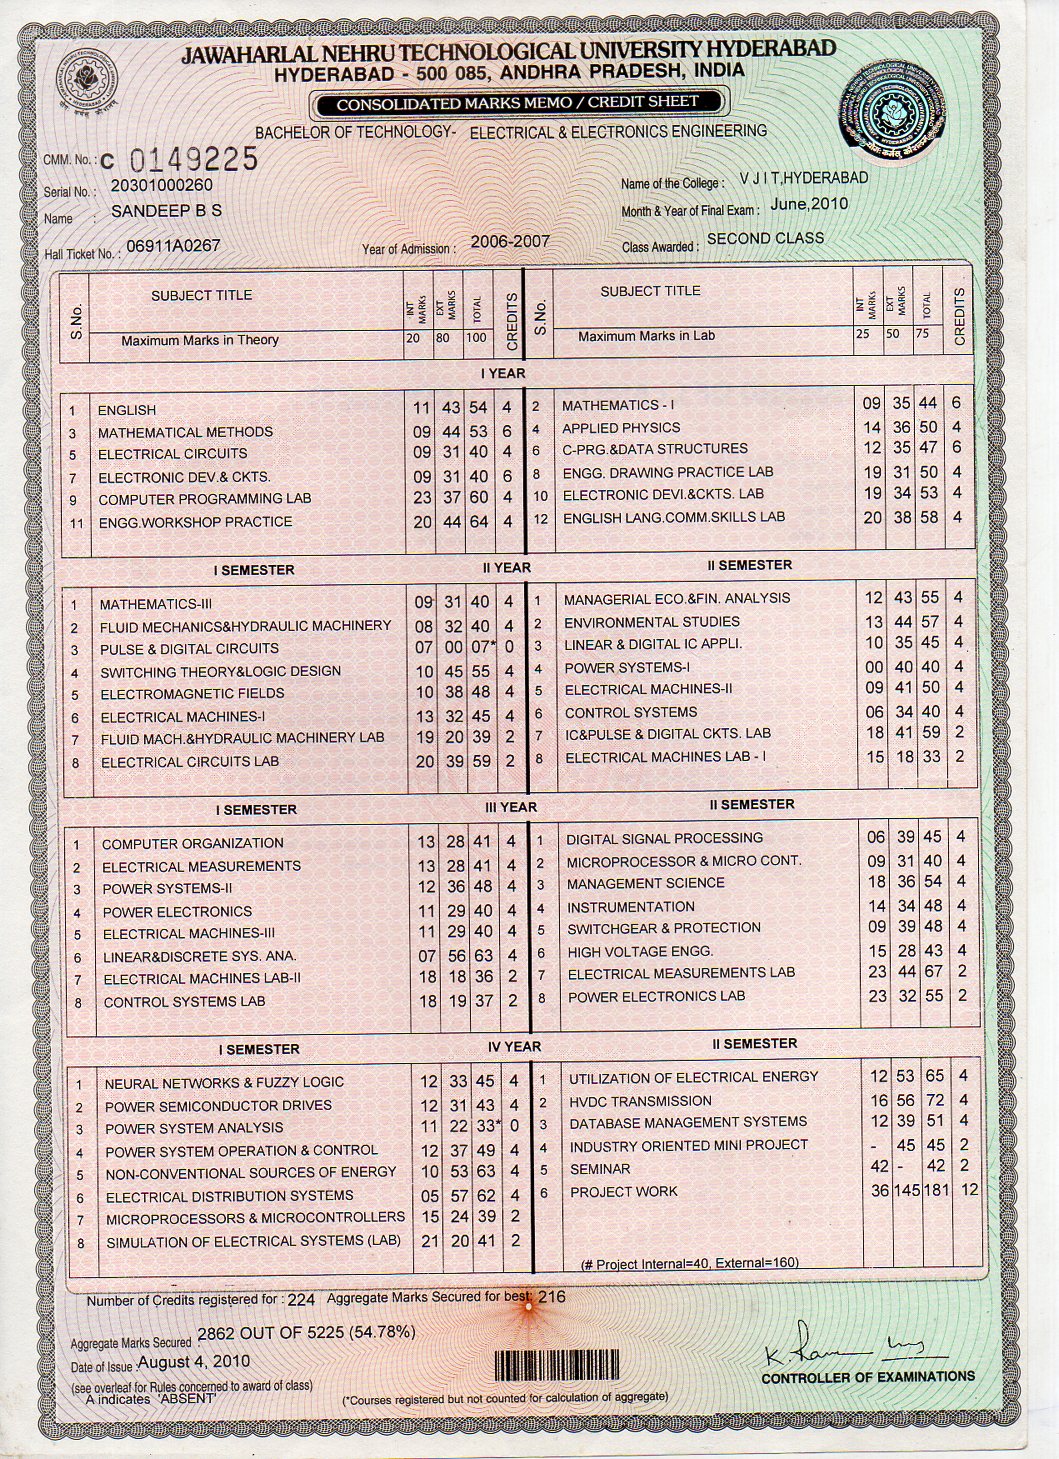 JAWAHARLAL NEHRU TECHNOLOGICAL UNIVERSITY HYDERABAD
HYDERABAD - 500 085, ANDHRA PRADESH, INDIA
CONSOLIDATED MARKS MEMO / CREDIT SHEET
BACHELOR OF TECHNOLOGY- ELECTRICAL & ELECTRONICS ENGINEERING
CMM. No. : C 0149225
Serial No. : 20301000260 Name of the College : V J I T,HYDERABAD
Name : SANDEEP B S Month & Year of Final Exam : June,2010
Hall Ticket No. : 06911A0267 Year of Admission : 2006-2007 Class Awarded : SECOND CLASS
S.No. SUBJECT TITLE INT MARKs EXT MARKS TOTAL CREDITS S.No. SUBJECT TITLE INT MARKs EXT MARKS TOTAL CREDITS
Maximum Marks in Theory 20 80 100 Maximum Marks in Lab 25 50 75
I YEAR
1 ENGLISH 11 43 54 4 2 MATHEMATICS - I 09 35 44 6
3 MATHEMATICAL METHODS 09 44 53 6 4 APPLIED PHYSICS 14 36 50 4
5 ELECTRICAL CIRCUITS 09 31 40 4 6 C-PRG.&DATA STRUCTURES 12 35 47 6
7 ELECTRONIC DEV.& CKTS. 09 31 40 6 8 ENGG. DRAWING PRACTICE LAB 19 31 50 4
9 COMPUTER PROGRAMMING LAB 23 37 60 4 10 ELECTRONIC DEVI.&CKTS. LAB 19 34 53 4
11 ENGG.WORKSHOP PRACTICE 20 44 64 4 12 ENGLISH LANG.COMM.SKILLS LAB 20 38 58 4
I SEMESTER II YEAR II SEMESTER
1 MATHEMATICS-III 09 31 40 4 1 MANAGERIAL ECO.&FIN. ANALYSIS 12 43 55 4
2 FLUID MECHANICS&HYDRAULIC MACHINERY 08 32 40 4 2 ENVIRONMENTAL STUDIES 13 44 57 4
3 PULSE & DIGITAL CIRCUITS 07 00 07* 0 3 LINEAR & DIGITAL IC APPLI. 10 35 45 4
4 SWITCHING THEORY&LOGIC DESIGN 10 45 55 4 4 POWER SYSTEMS-I 00 40 40 4
5 ELECTROMAGNETIC FIELDS 10 38 48 4 5 ELECTRICAL MACHINES-II 09 41 50 4
6 ELECTRICAL MACHINES-I 13 32 45 4 6 CONTROL SYSTEMS 06 34 40 4
7 FLUID MACH.&HYDRAULIC MACHINERY LAB 19 20 39 2 7 IC&PULSE & DIGITAL CKTS. LAB 18 41 59 2
8 ELECTRICAL CIRCUITS LAB 20 39 59 2 8 ELECTRICAL MACHINES LAB - I 15 18 33 2
I SEMESTER III YEAR II SEMESTER
1 COMPUTER ORGANIZATION 13 28 41 4 1 DIGITAL SIGNAL PROCESSING 06 39 45 4
2 ELECTRICAL MEASUREMENTS 13 28 41 4 2 MICROPROCESSOR & MICRO CONT. 09 31 40 4
3 POWER SYSTEMS-II 12 36 48 4 3 MANAGEMENT SCIENCE 18 36 54 4
4 POWER ELECTRONICS 11 29 40 4 4 INSTRUMENTATION 14 34 48 4
5 ELECTRICAL MACHINES-III 11 29 40 4 5 SWITCHGEAR & PROTECTION 09 39 48 4
6 LINEAR&DISCRETE SYS. ANA. 07 56 63 4 6 HIGH VOLTAGE ENGG. 15 28 43 4
7 ELECTRICAL MACHINES LAB-II 18 18 36 2 7 ELECTRICAL MEASUREMENTS LAB 23 44 67 2
8 CONTROL SYSTEMS LAB 18 19 37 2 8 POWER ELECTRONICS LAB 23 32 55 2
I SEMESTER IV YEAR II SEMESTER
1 NEURAL NETWORKS & FUZZY LOGIC 12 33 45 4 1 UTILIZATION OF ELECTRICAL ENERGY 12 53 65 4
2 POWER SEMICONDUCTOR DRIVES 12 31 43 4 2 HVDC TRANSMISSION 16 56 72 4
3 POWER SYSTEM ANALYSIS 11 22 33* 0 3 DATABASE MANAGEMENT SYSTEMS 12 39 51 4
4 POWER SYSTEM OPERATION & CONTROL 12 37 49 4 4 INDUSTRY ORIENTED MINI PROJECT - 45 45 2
5 NON-CONVENTIONAL SOURCES OF ENERGY 10 53 63 4 5 SEMINAR 42 - 42 2
6 ELECTRICAL DISTRIBUTION SYSTEMS 05 57 62 4 6 PROJECT WORK 36 145 181 12
7 MICROPROCESSORS & MICROCONTROLLERS 15 24 39 2
8 SIMULATION OF ELECTRICAL SYSTEMS (LAB) 21 20 41 2
(# Project Internal=40, External=160)
Number of Credits registered for : 224 Aggregate Marks Secured for best: 216
Aggregate Marks Secured : 2862 OUT OF 5225 (54.78%)
Date of Issue : August 4, 2010
(see overleaf for Rules concerned to award of class)
CONTROLLER OF EXAMINATIONS
A indicates 'ABSENT'
(*Courses registered but not counted for calculation of aggregate)